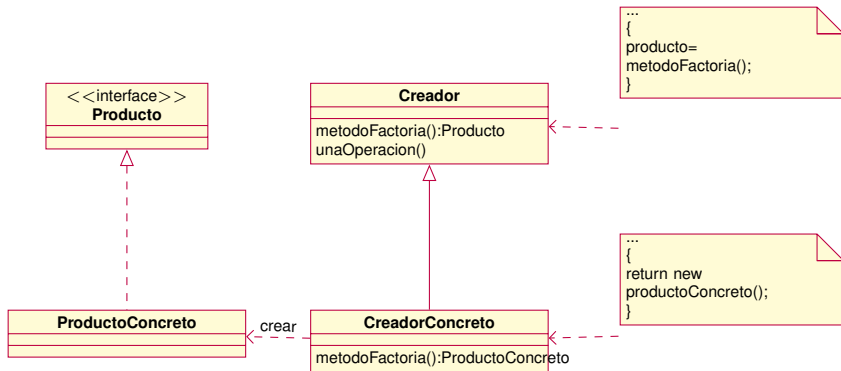 <<interface>>
Producto
Creador
metodoFactoria():Producto
unaOperacion()
...
{
producto=
metodoFactoria();
}
ProductoConcreto
crear
CreadorConcreto
metodoFactoria():ProductoConcreto
...
{
return new
productoConcreto();
}